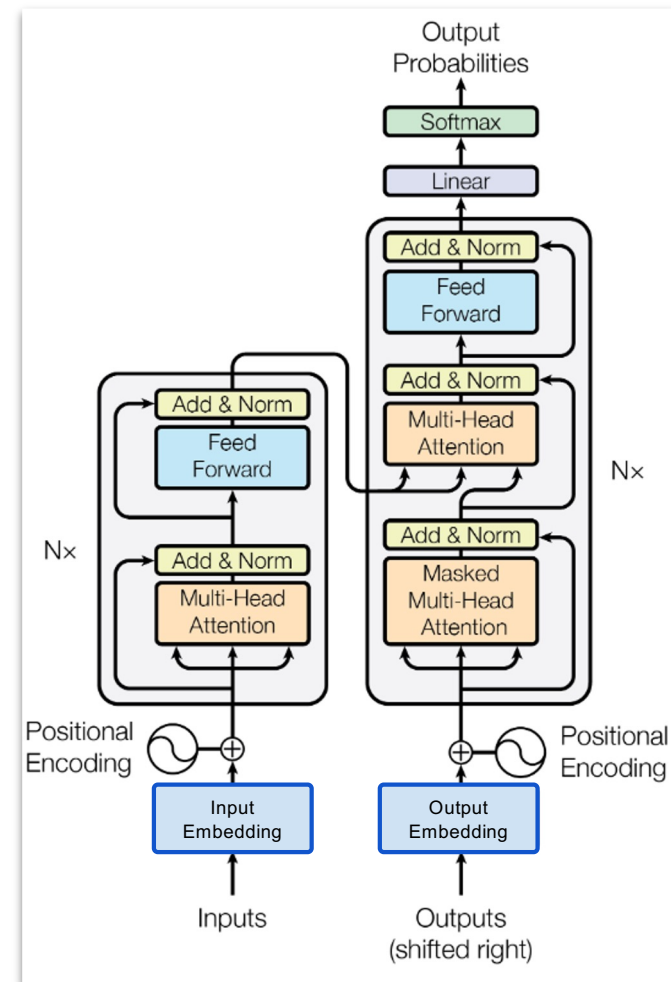 Output
Probabilities
Softmax
Linear
Add & Norm
Feed
Forward
Add & Norm
Multi-Head
Attention
Nx
Add & Norm
Masked
Multi-Head
Attention
Add & Norm
Feed
Forward
Nx
Add & Norm
Multi-Head
Attention
Positional
Encoding
Positional
Encoding
Input
Embedding
Output
Embedding
Inputs
Outputs
(shifted right)